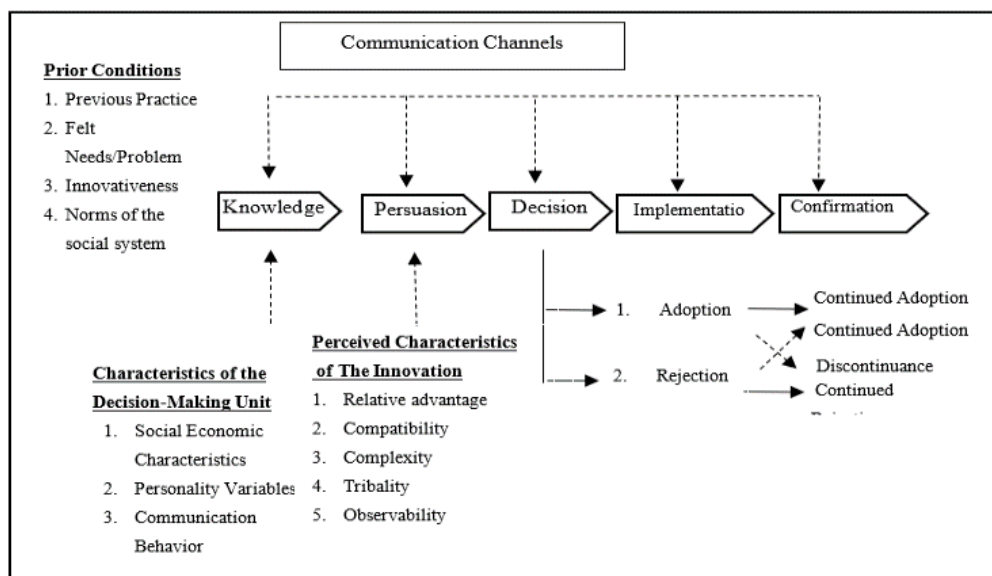 Communication Channels
Prior Conditions
1. Previous Practice
2. Felt
Needs/Problem
3. Innovativeness
4. Norms of the
social system
Knowledge
Persuasion
Decision
Implementatio
Confirmation
1. Adoption
2. Rejection
Continued Adoption
Continued Adoption
Discontinuance
Continued
Characteristics of the
Decision-Making Unit
1. Social Economic
Characteristics
2. Personality Variables
3. Communication
Behavior
Perceived Characteristics
of The Innovation
1. Relative advantage
2. Compatibility
3. Complexity
4. Tribality
5. Observability